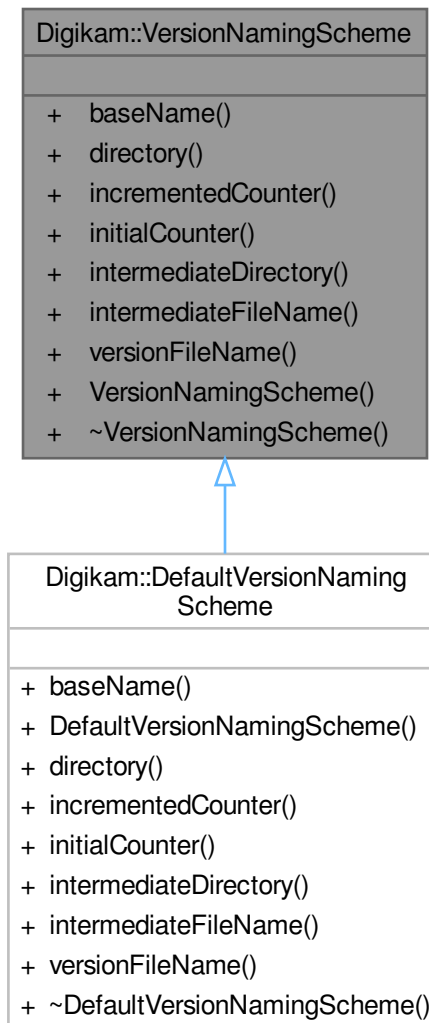 Digikam::VersionNamingScheme
+ baseName()
+ directory()
+ incrementedCounter()
+ initialCounter()
+ intermediateDirectory()
+ intermediateFileName()
+ versionFileName()
+ VersionNamingScheme()
+ ~VersionNamingScheme()
Digikam::DefaultVersionNaming
Scheme
+ baseName()
+ DefaultVersionNamingScheme()
+ directory()
+ incrementedCounter()
+ initialCounter()
+ intermediateDirectory()
+ intermediateFileName()
+ versionFileName()
+ ~DefaultVersionNamingScheme()